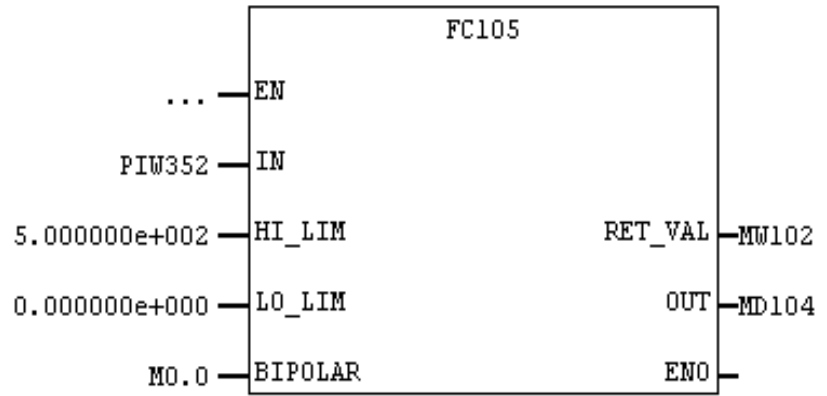 FC105
... EN
PIW352 IN
5.000000e+002 HI_LIM RET_VAL MW102
0.000000e+000 LO_LIM OUT MD104
M0.0 BIPOLAR ENO